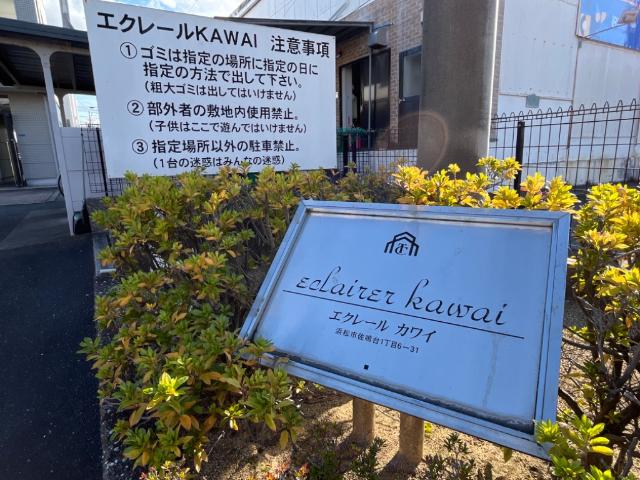 エクレールKAWAI 注意事項
①ゴミは指定の場所に指定の日に
指定の方法で出して下さい。
(粗大ゴミは出してはいけません)
②部外者の敷地内使用禁止。
(子供はここで遊んではいけません)
③指定場所以外の駐車禁止。
(1台の迷惑はみんなの迷惑)
eclairer kawai
エクレール カワイ
浜松市佐鳴台1丁目6-31